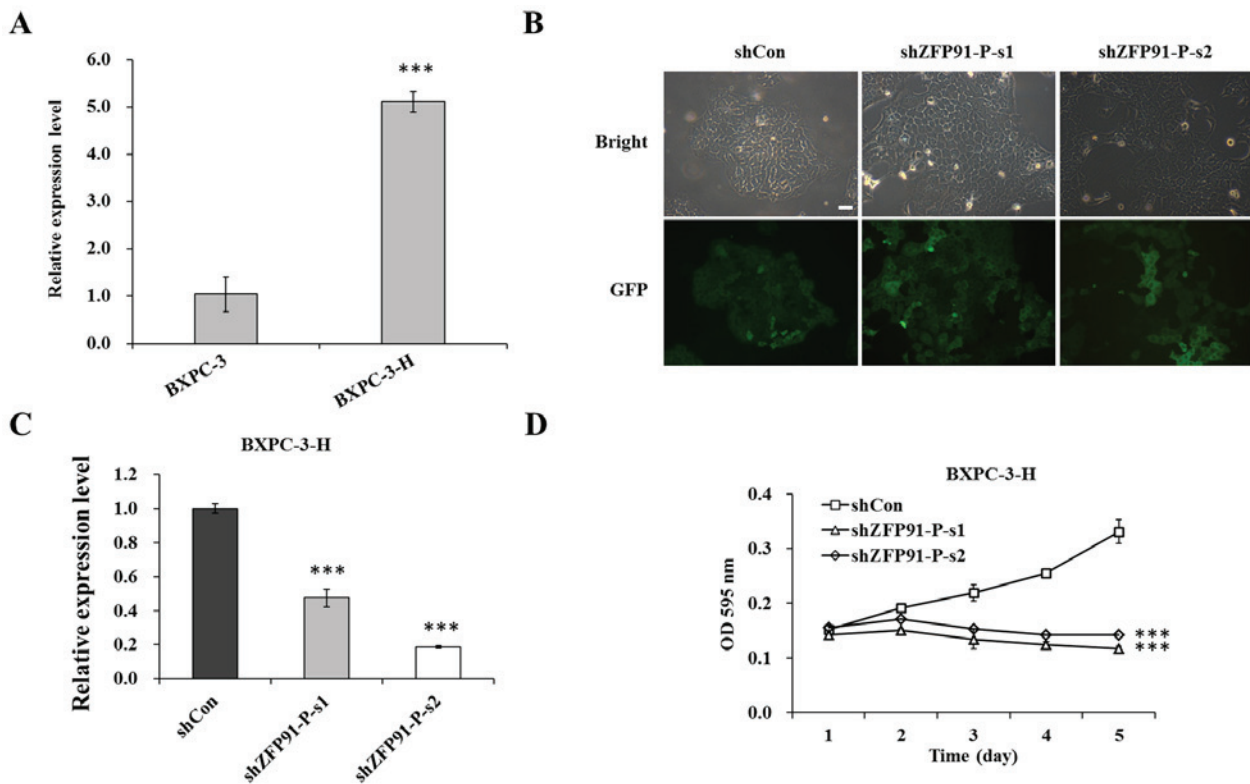 A
Relative expression level
6.0
5.0
4.0
3.0
2.0
1.0
0.0
***
BXPC-3
BXPC-3-H
B
shCon
shZFP91-P-s1
shZFP91-P-s2
Bright
GFP
C
BXPC-3-H
Relative expression level
1.2
1.0
0.8
0.6
0.4
0.2
0.0
***
***
shCon
shZFP91-P-s1
shZFP91-P-s2
D
BXPC-3-H
OD 595 nm
0.4
0.3
0.2
0.1
0.0
shCon
shZFP91-P-s1
shZFP91-P-s2
***
***
1 2 3 4 5
Time (day)